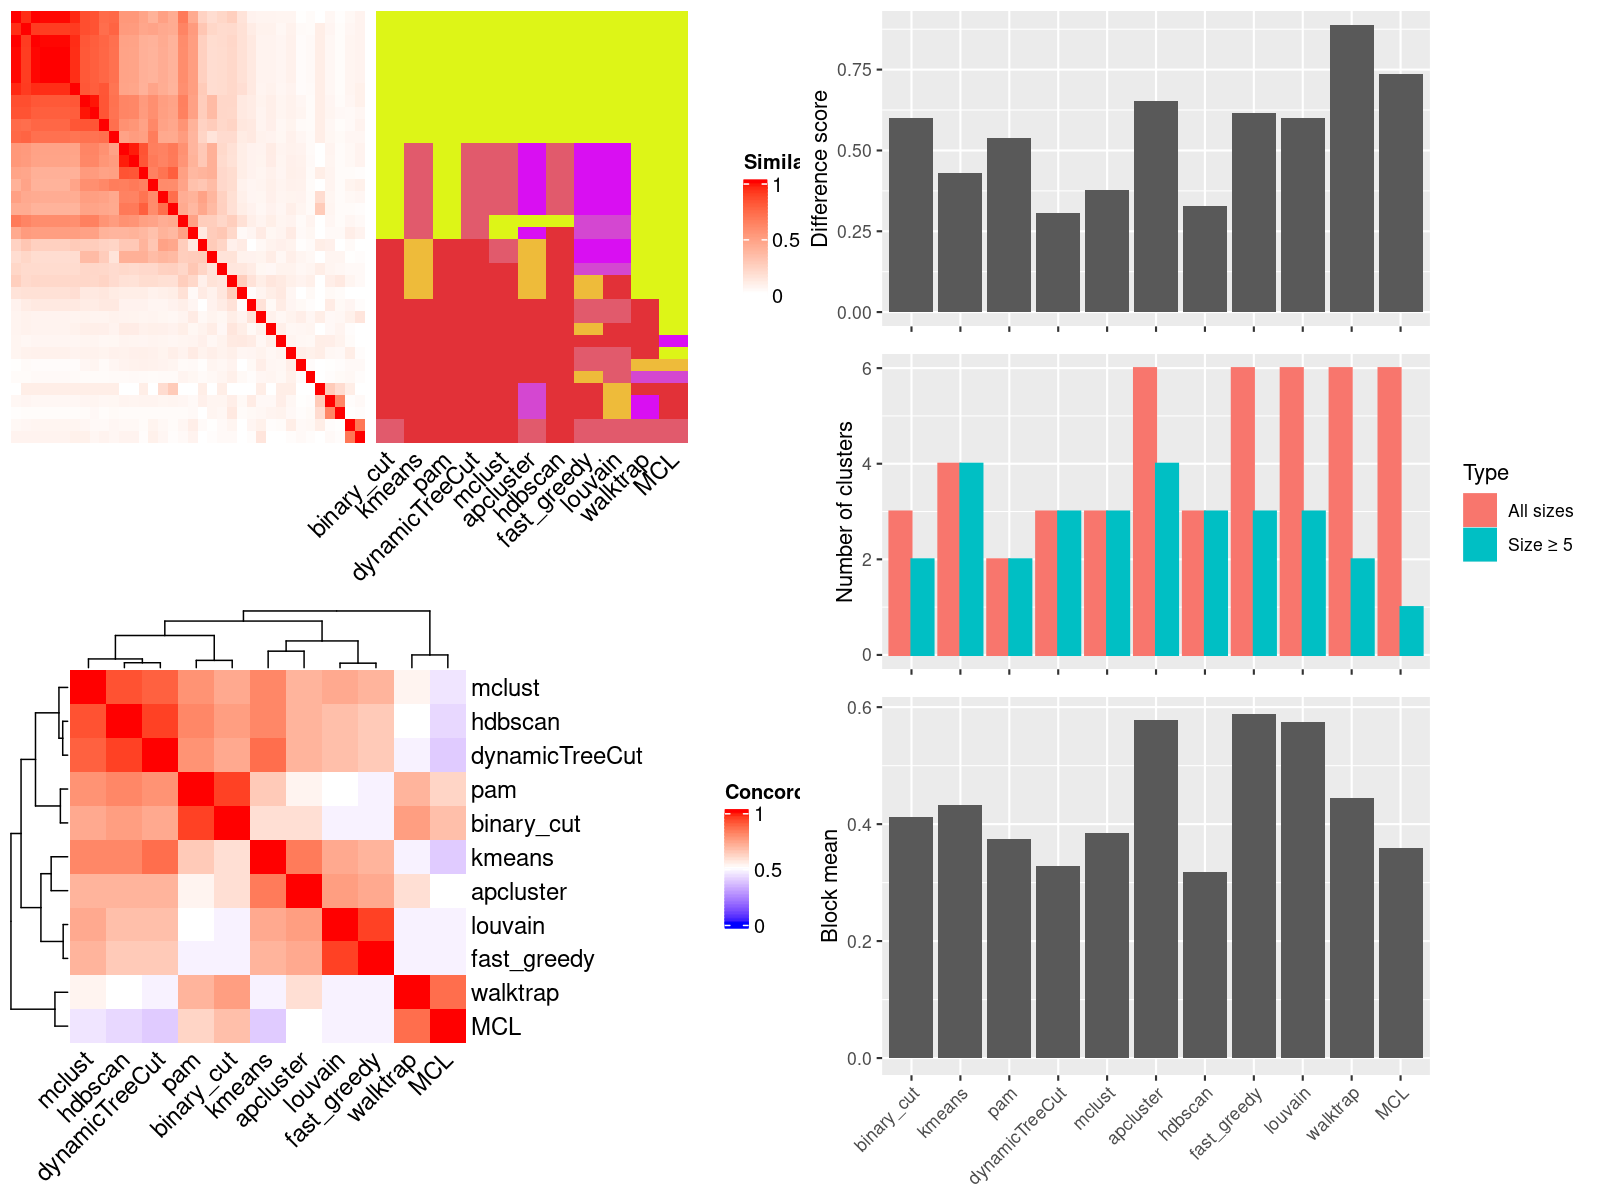 Simila
1
0.5
0
binary_cut
kmeans
pam
dynamicTreeCut
mclust
apcluster
hdbscan
fast_greedy
louvain
walktrap
MCL
mclust
hdbscan
dynamicTreeCut
pam
binary_cut
kmeans
apcluster
louvain
fast_greedy
walktrap
MCL
mclust
hdbscan
dynamicTreeCut
pam
binary_cut
kmeans
apcluster
louvain
fast_greedy
walktrap
MCL
Concord
1
0.5
0
Difference score
0.75
0.50
0.25
0.00
Number of clusters
6
4
2
0
Type
All sizes
Size ≥ 5
Block mean
0.6
0.4
0.2
0.0
binary_cut
kmeans
pam
dynamicTreeCut
mclust
apcluster
hdbscan
fast_greedy
louvain
walktrap
MCL